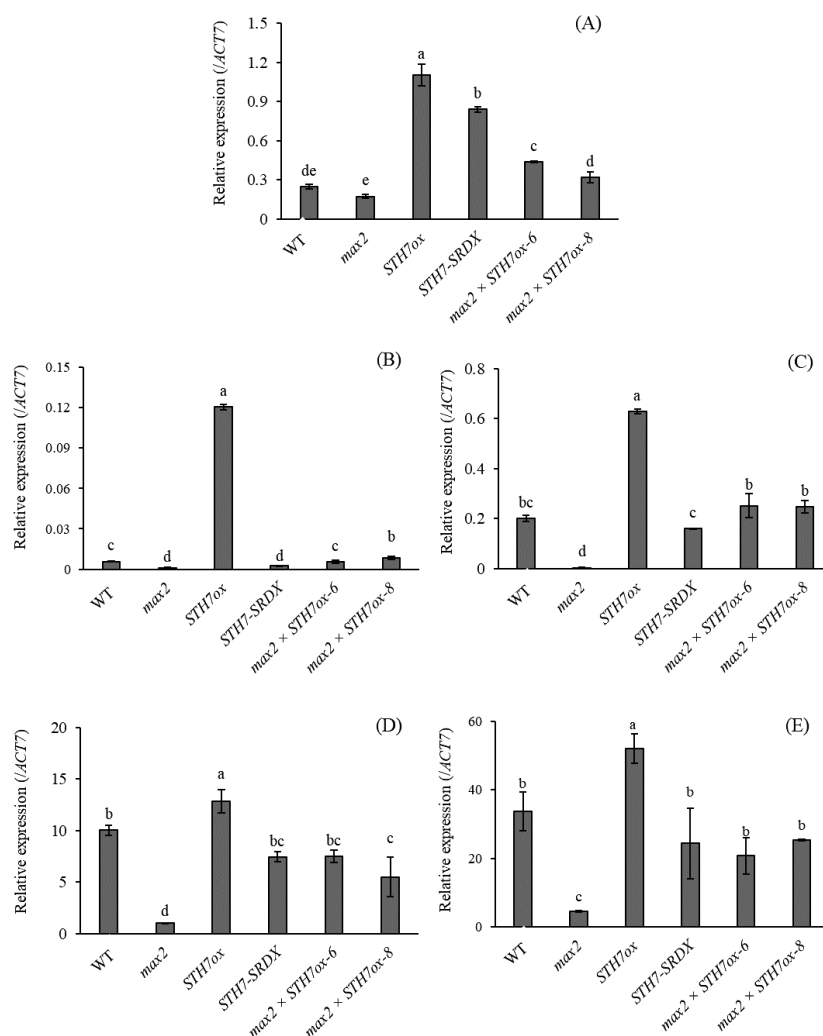 (A)
Relative expression (/ACT7)
1.5
1.2
0.9
0.6
0.3
0
de
e
a
b
c
d
WT
max2
STH7ox
STH7-SRDX
max2 × STH7ox-6
max2 × STH7ox-8
(B)
Relative expression (/ACT7)
0.15
0.12
0.09
0.06
0.03
0
c
d
a
d
c
b
WT
max2
STH7ox
STH7-SRDX
max2 × STH7ox-6
max2 × STH7ox-8
(C)
Relative expression (/ACT7)
0.8
0.6
0.4
0.2
0
bc
d
a
c
b
b
WT
max2
STH7ox
STH7-SRDX
max2 × STH7ox-6
max2 × STH7ox-8
(D)
Relative expression (/ACT7)
20
15
10
5
0
b
d
a
bc
bc
c
WT
max2
STH7ox
STH7-SRDX
max2 × STH7ox-6
max2 × STH7ox-8
(E)
Relative expression (/ACT7)
60
40
20
0
b
c
a
b
b
b
WT
max2
STH7ox
STH7-SRDX
max2 × STH7ox-6
max2 × STH7ox-8